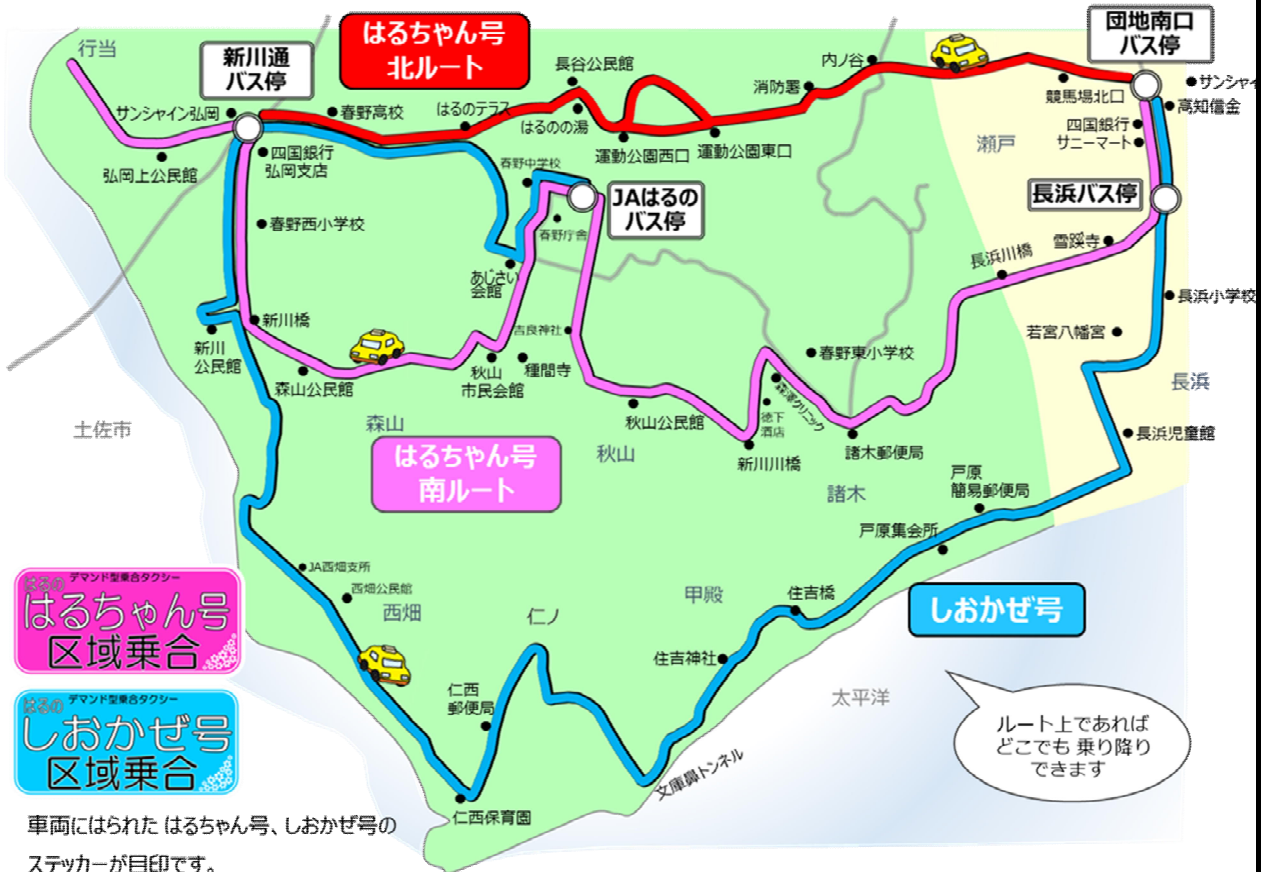 行当
新川通
バス停
はるちゃん号
北ルート
団地南口
バス停
サンシャイン弘岡
春野高校
はるのテラス
長谷公民館
はるのの湯
運動公園西口
運動公園東口
消防署
内ノ谷
競馬場北口
サンシャイ
高知信金
四国銀行
サニーマート
瀬戸
弘岡上公民館
四国銀行
弘岡支店
春野西小学校
春野中学校
春野庁舎
JAはるの
バス停
長浜バス停
雪蹊寺
長浜川橋
あじさい
会館
長浜小学校
若宮八幡宮
新川橋
新川
公民館
吉良神社
森山公民館
秋山
市民会館
種間寺
春野東小学校
森澤クリニック
徳下
酒店
長浜
土佐市
森山
秋山公民館
秋山
新川川橋
諸木郵便局
長浜児童館
はるちゃん号
南ルート
諸木
戸原
簡易郵便局
戸原集会所
JA西畑支所
西畑公民館
西畑
仁ノ
甲殿
住吉橋
しおかぜ号
デマンド型乗合タクシー
はるの
はるちゃん号
区域乗合
住吉神社
仁西
郵便局
太平洋
デマンド型乗合タクシー
はるの
しおかぜ号
区域乗合
ルート上であれば
どこでも 乗り降り
できます
文庫鼻トンネル
仁西保育園
車両にはられた はるちゃん号、しおかぜ号の
ステッカーが目印です。